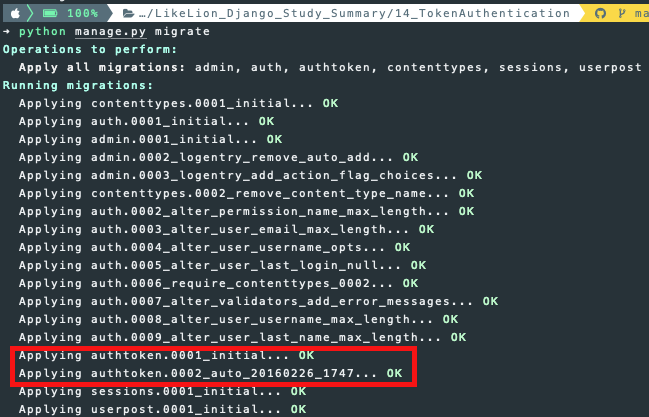 100% …/LikeLion_Django_Study_Summary/14_TokenAuthentication ma
→ python manage.py migrate
Operations to perform:
  Apply all migrations: admin, auth, authtoken, contenttypes, sessions, userpost
Running migrations:
  Applying contenttypes.0001_initial... OK
  Applying auth.0001_initial... OK
  Applying admin.0001_initial... OK
  Applying admin.0002_logentry_remove_auto_add... OK
  Applying admin.0003_logentry_add_action_flag_choices... OK
  Applying contenttypes.0002_remove_content_type_name... OK
  Applying auth.0002_alter_permission_name_max_length... OK
  Applying auth.0003_alter_user_email_max_length... OK
  Applying auth.0004_alter_user_username_opts... OK
  Applying auth.0005_alter_user_last_login_null... OK
  Applying auth.0006_require_contenttypes_0002... OK
  Applying auth.0007_alter_validators_add_error_messages... OK
  Applying auth.0008_alter_user_username_max_length... OK
  Applying auth.0009_alter_user_last_name_max_length... OK
  Applying authtoken.0001_initial... OK
  Applying authtoken.0002_auto_20160226_1747... OK
  Applying sessions.0001_initial... OK
  Applying userpost.0001_initial... OK